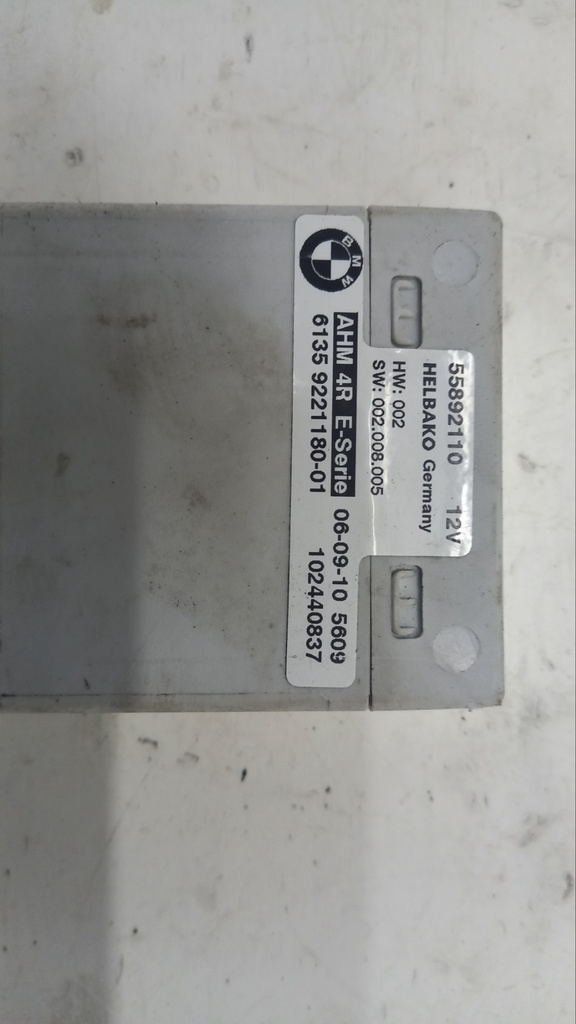 55892110 12V
HELBAKO Germany
HW: 002
SW: 002.008.005
BMW
AHM 4R E-Serie 06-09-10 5609
6135 9221180-01 102440837